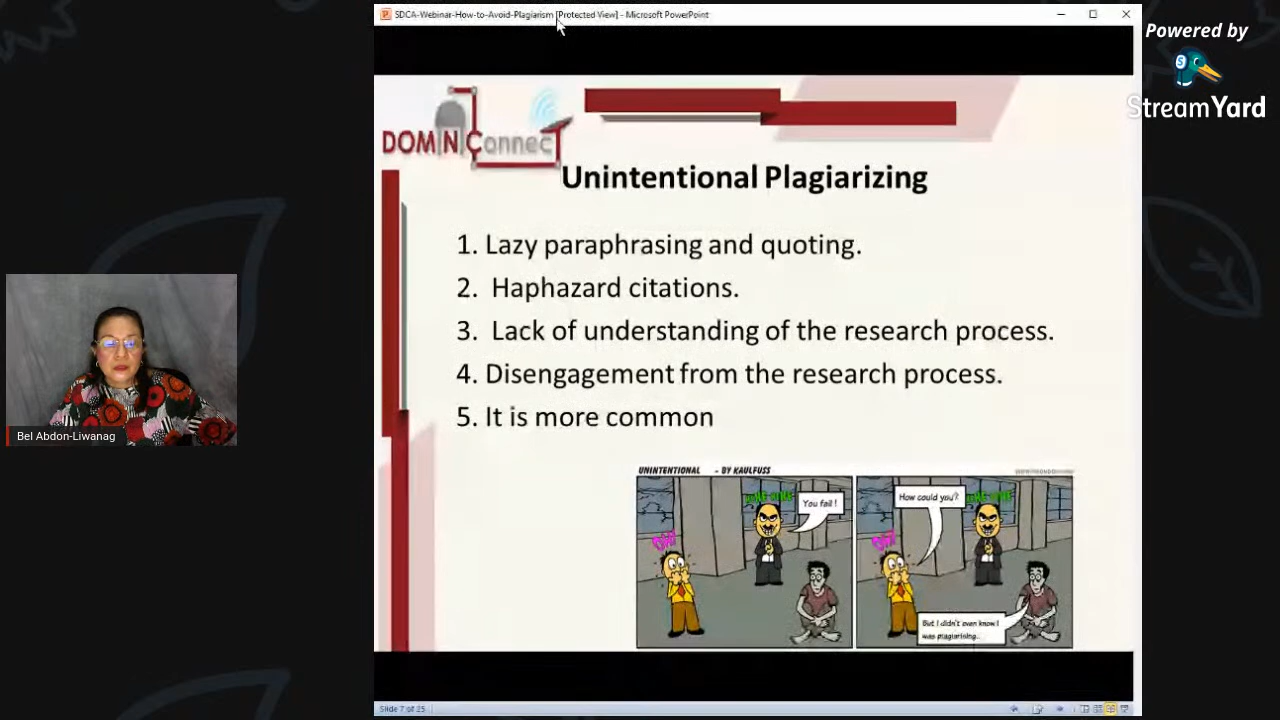 SDCA-Webinar-How-to-Avoid-Plagiarism [Protected View] - Microsoft PowerPoint
Powered by
StreamYard
DOMINIConnecT
Unintentional Plagiarizing
1. Lazy paraphrasing and quoting.
2. Haphazard citations.
3. Lack of understanding of the research process.
4. Disengagement from the research process.
5. It is more common
Bel Abdon-Liwanag
UNINTENTIONAL - BY KAULFUSS
You fail!
How could you?
But I didn't even know I
was plagiarising..
Slide 7 of 25